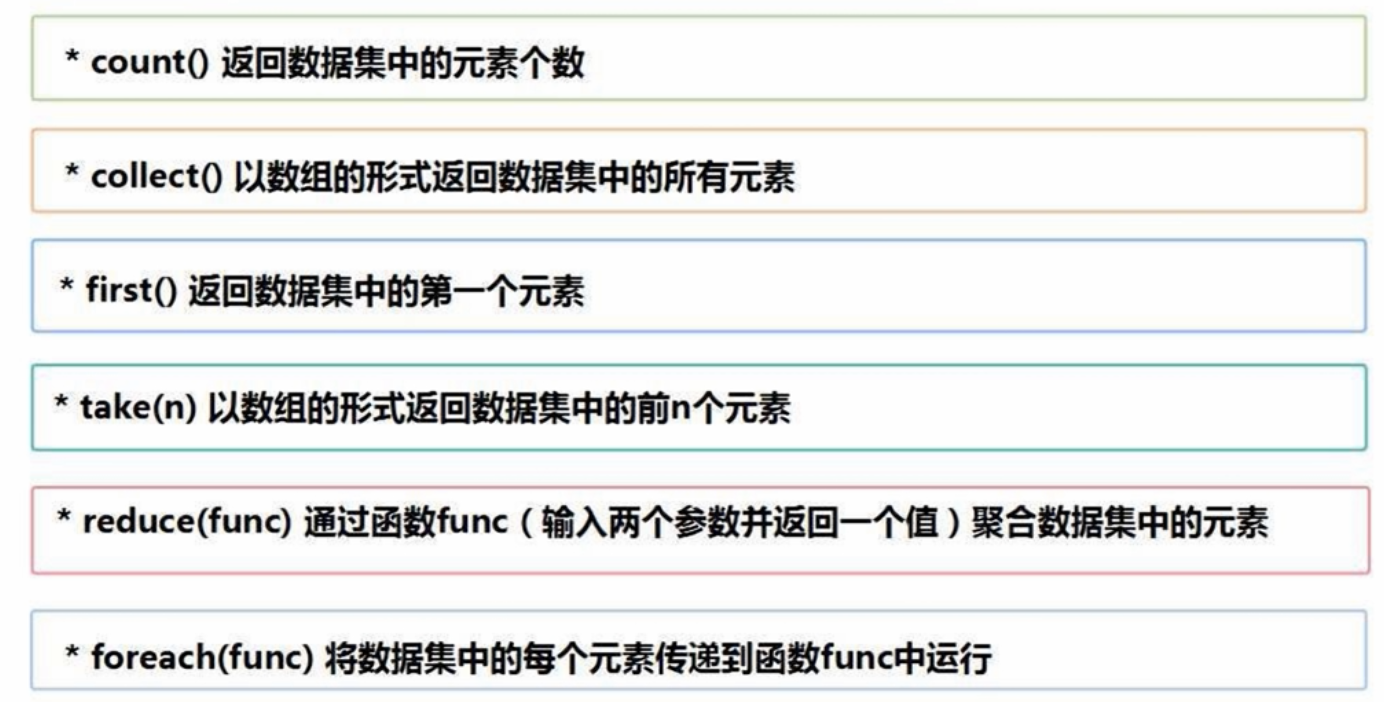 * count() 返回数据集中的元素个数
* collect() 以数组的形式返回数据集中的所有元素
* first() 返回数据集中的第一个元素
* take(n) 以数组的形式返回数据集中的前n个元素
* reduce(func) 通过函数func（输入两个参数并返回一个值）聚合数据集中的元素
* foreach(func) 将数据集中的每个元素传递到函数func中运行